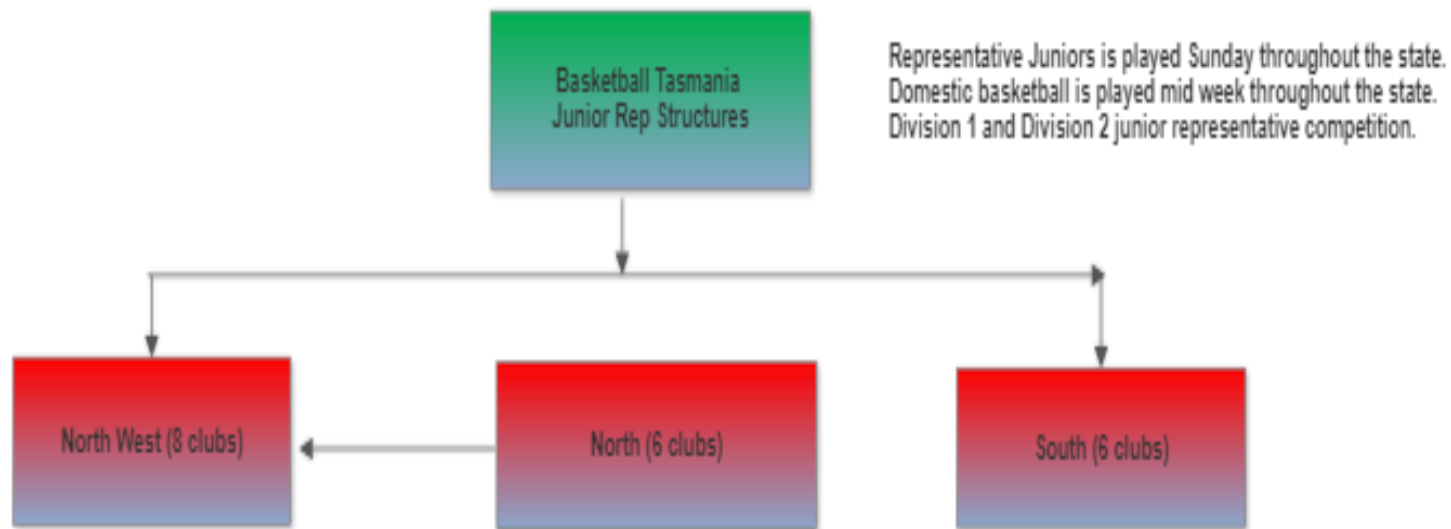 Basketball Tasmania
Junior Rep Structures
Representative Juniors is played Sunday throughout the state.
Domestic basketball is played mid week throughout the state.
Division 1 and Division 2 junior representative competition.
North West (8 clubs)
North (6 clubs)
South (6 clubs)